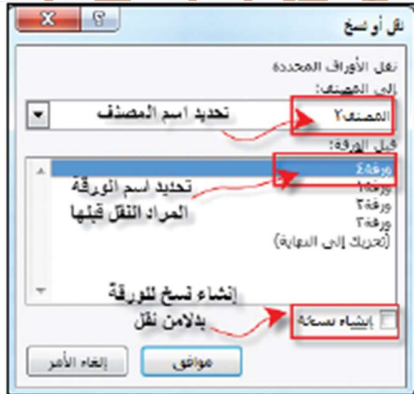 نقل أو نسخ
نقل الأوراق المحددة
إلى المصنف:
المصنف٢
تحديد اسم المصنف
قبل الورقة:
ورقة٤
ورقة١
ورقة٢
ورقة٣
(تحريك إلى النهاية)
تحديد اسم الورقة
المراد النقل قبلها
إنشاء نسخ للورقة
بدلامن نقل
إنشاء نسخة
موافق
إلغاء الأمر